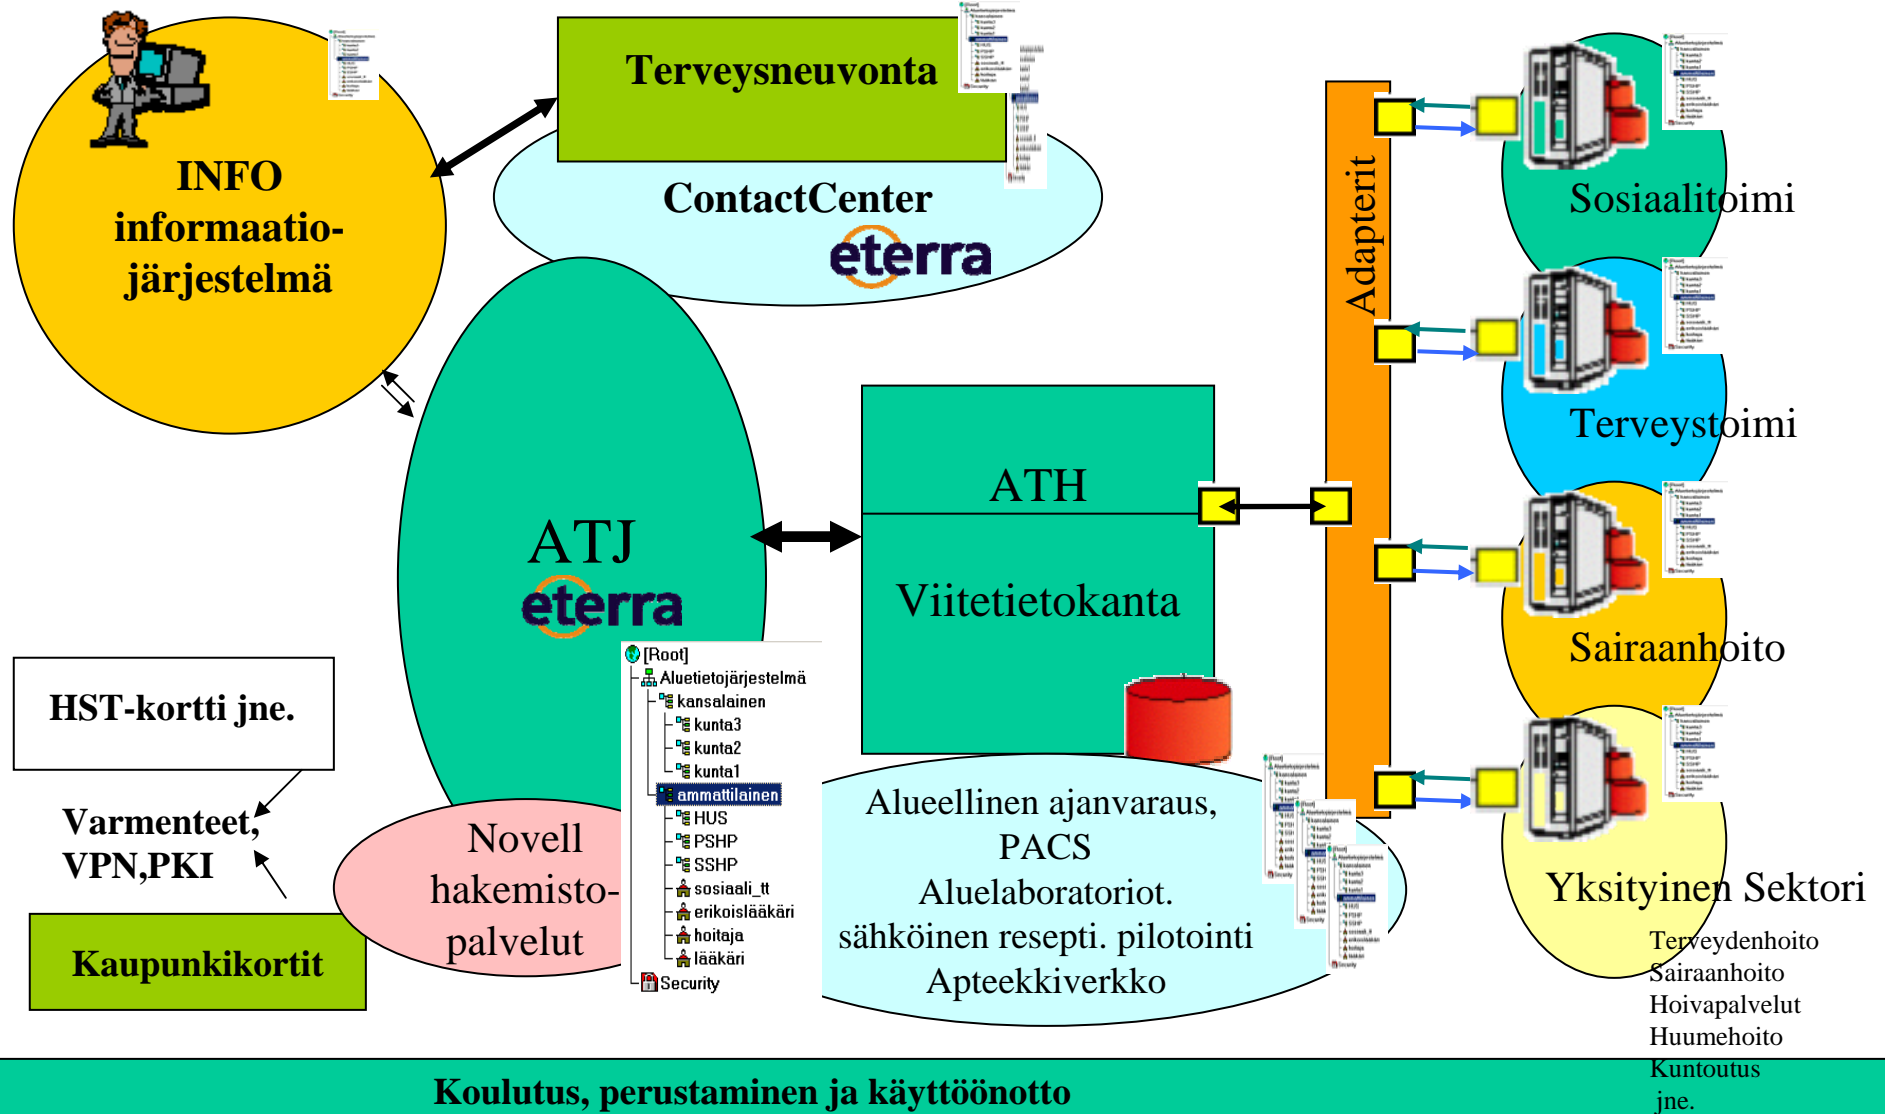 Terveysneuvonta
INFO
informaatio-
järjestelmä
ContactCenter
eterra
Adapterit
Sosiaalitoimi
Terveystoimi
Sairaanhoito
Yksityinen Sektori
Terveydenhoito
Sairaanhoito
Hoivapalvelut
Huumehoito
Kuntoutus
jne.
ATJ
eterra
ATH
Viitetietokanta
[Root]
Aluetietojärjestelmä
kansalainen
kunta3
kunta2
kunta1
ammattilainen
HUS
PSHP
SSHP
sosiaali_tt
erikoislääkäri
hoitaja
lääkäri
Security
HST-kortti jne.
Varmenteet,
VPN,PKI
Kaupunkikortit
Novell
hakemisto-
palvelut
Alueellinen ajanvaraus,
PACS
Aluelaboratoriot.
sähköinen resepti. pilotointi
Apteekkiverkko
Koulutus, perustaminen ja käyttöönotto